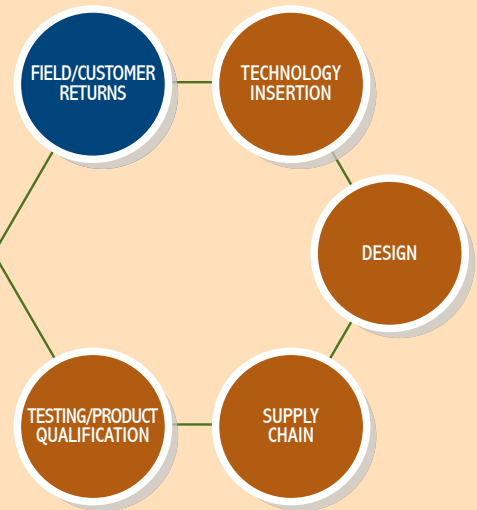 FIELD/CUSTOMER
RETURNS
TECHNOLOGY
INSERTION
DESIGN
TESTING/PRODUCT
QUALIFICATION
SUPPLY
CHAIN